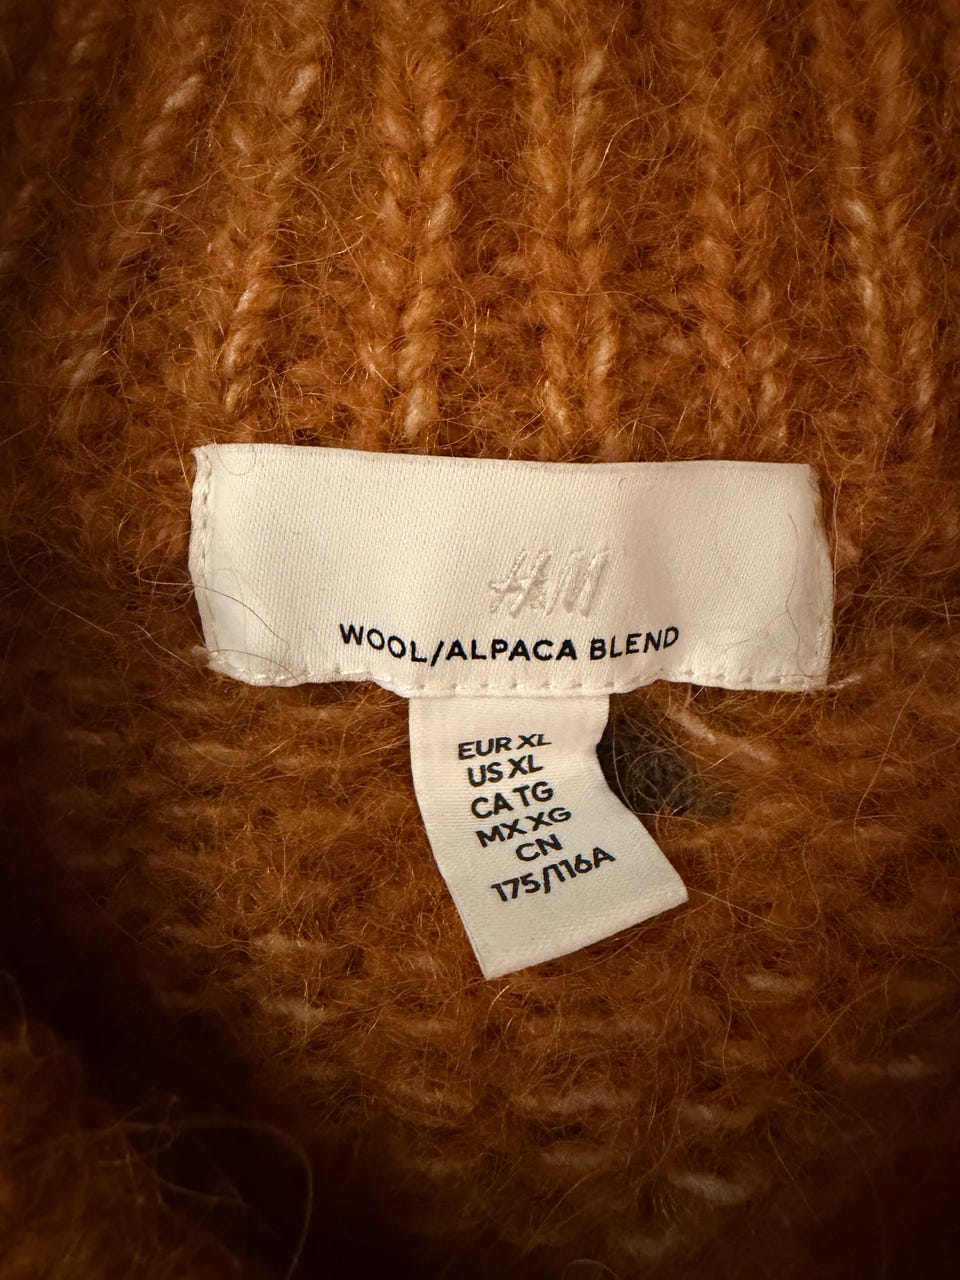 H&M
WOOL/ALPACA BLEND
EUR XL
US XL
CA TG
MX XG
CN
175/116A